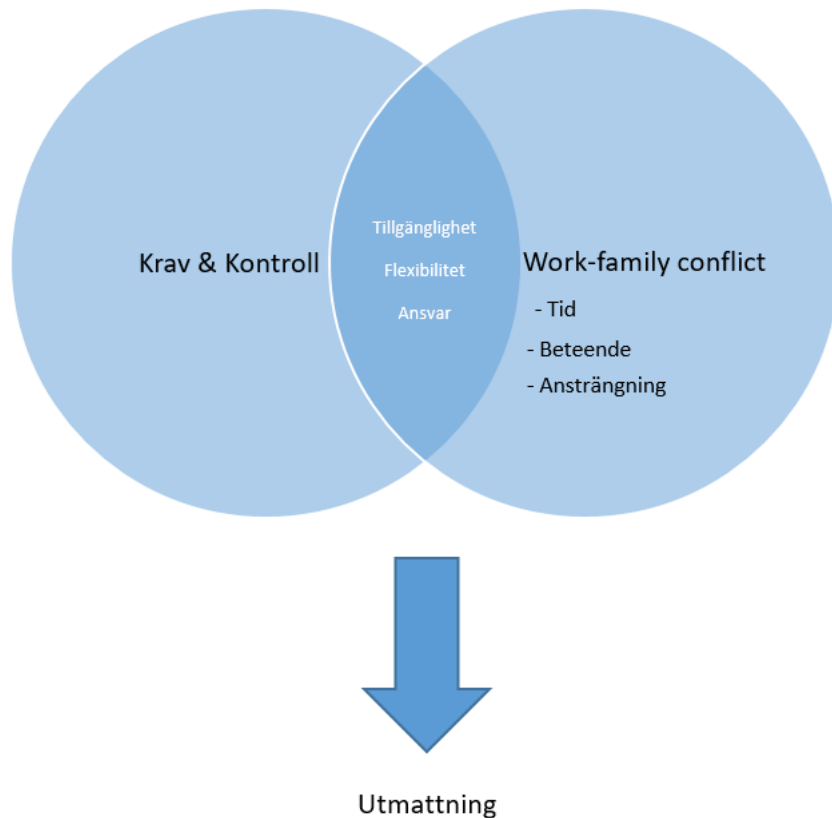 Krav & Kontroll
Tillgänglighet
Flexibilitet
Ansvar
Work-family conflict
- Tid
- Beteende
- Ansträngning
Utmattning